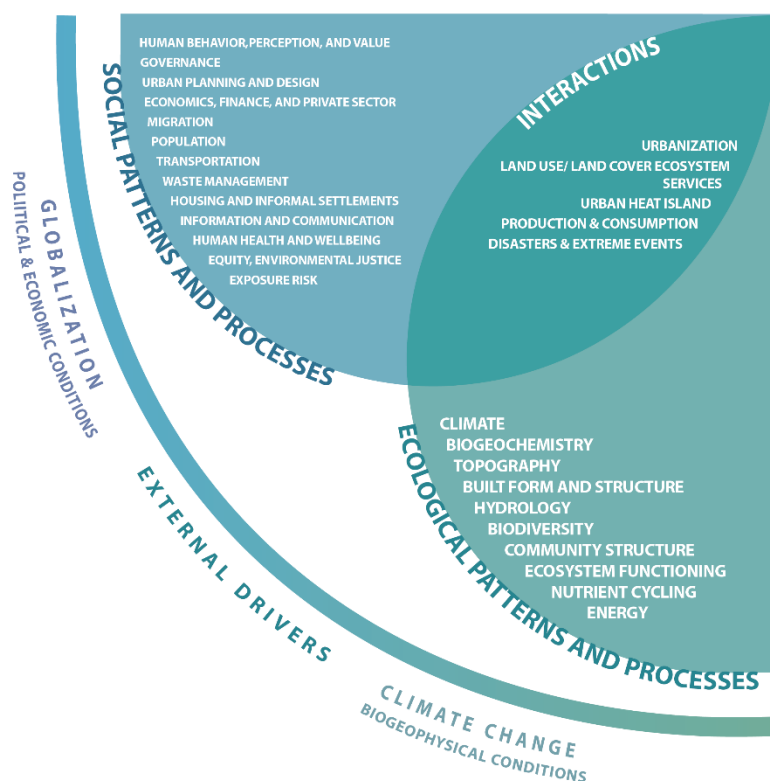 SOCIAL PATTERNS AND PROCESSES
HUMAN BEHAVIOR,PERCEPTION, AND VALUE
GOVERNANCE
URBAN PLANNING AND DESIGN
ECONOMICS, FINANCE, AND PRIVATE SECTOR
MIGRATION
POPULATION
TRANSPORTATION
WASTE MANAGEMENT
HOUSING AND INFORMAL SETTLEMENTS
INFORMATION AND COMMUNICATION
HUMAN HEALTH AND WELLBEING
EQUITY, ENVIRONMENTAL JUSTICE
EXPOSURE RISK
INTERACTIONS
URBANIZATION
LAND USE/ LAND COVER ECOSYSTEM
SERVICES
URBAN HEAT ISLAND
PRODUCTION & CONSUMPTION
DISASTERS & EXTREME EVENTS
ECOLOGICAL PATTERNS AND PROCESSES
CLIMATE
BIOGEOCHEMISTRY
TOPOGRAPHY
BUILT FORM AND STRUCTURE
HYDROLOGY
BIODIVERSITY
COMMUNITY STRUCTURE
ECOSYSTEM FUNCTIONING
NUTRIENT CYCLING
ENERGY
GLOBALIZATION
POLIITICAL & ECONOMIC CONDITIONS
EXTERNAL DRIVERS
CLIMATE CHANGE
BIOGEOPHYSICAL CONDITIONS